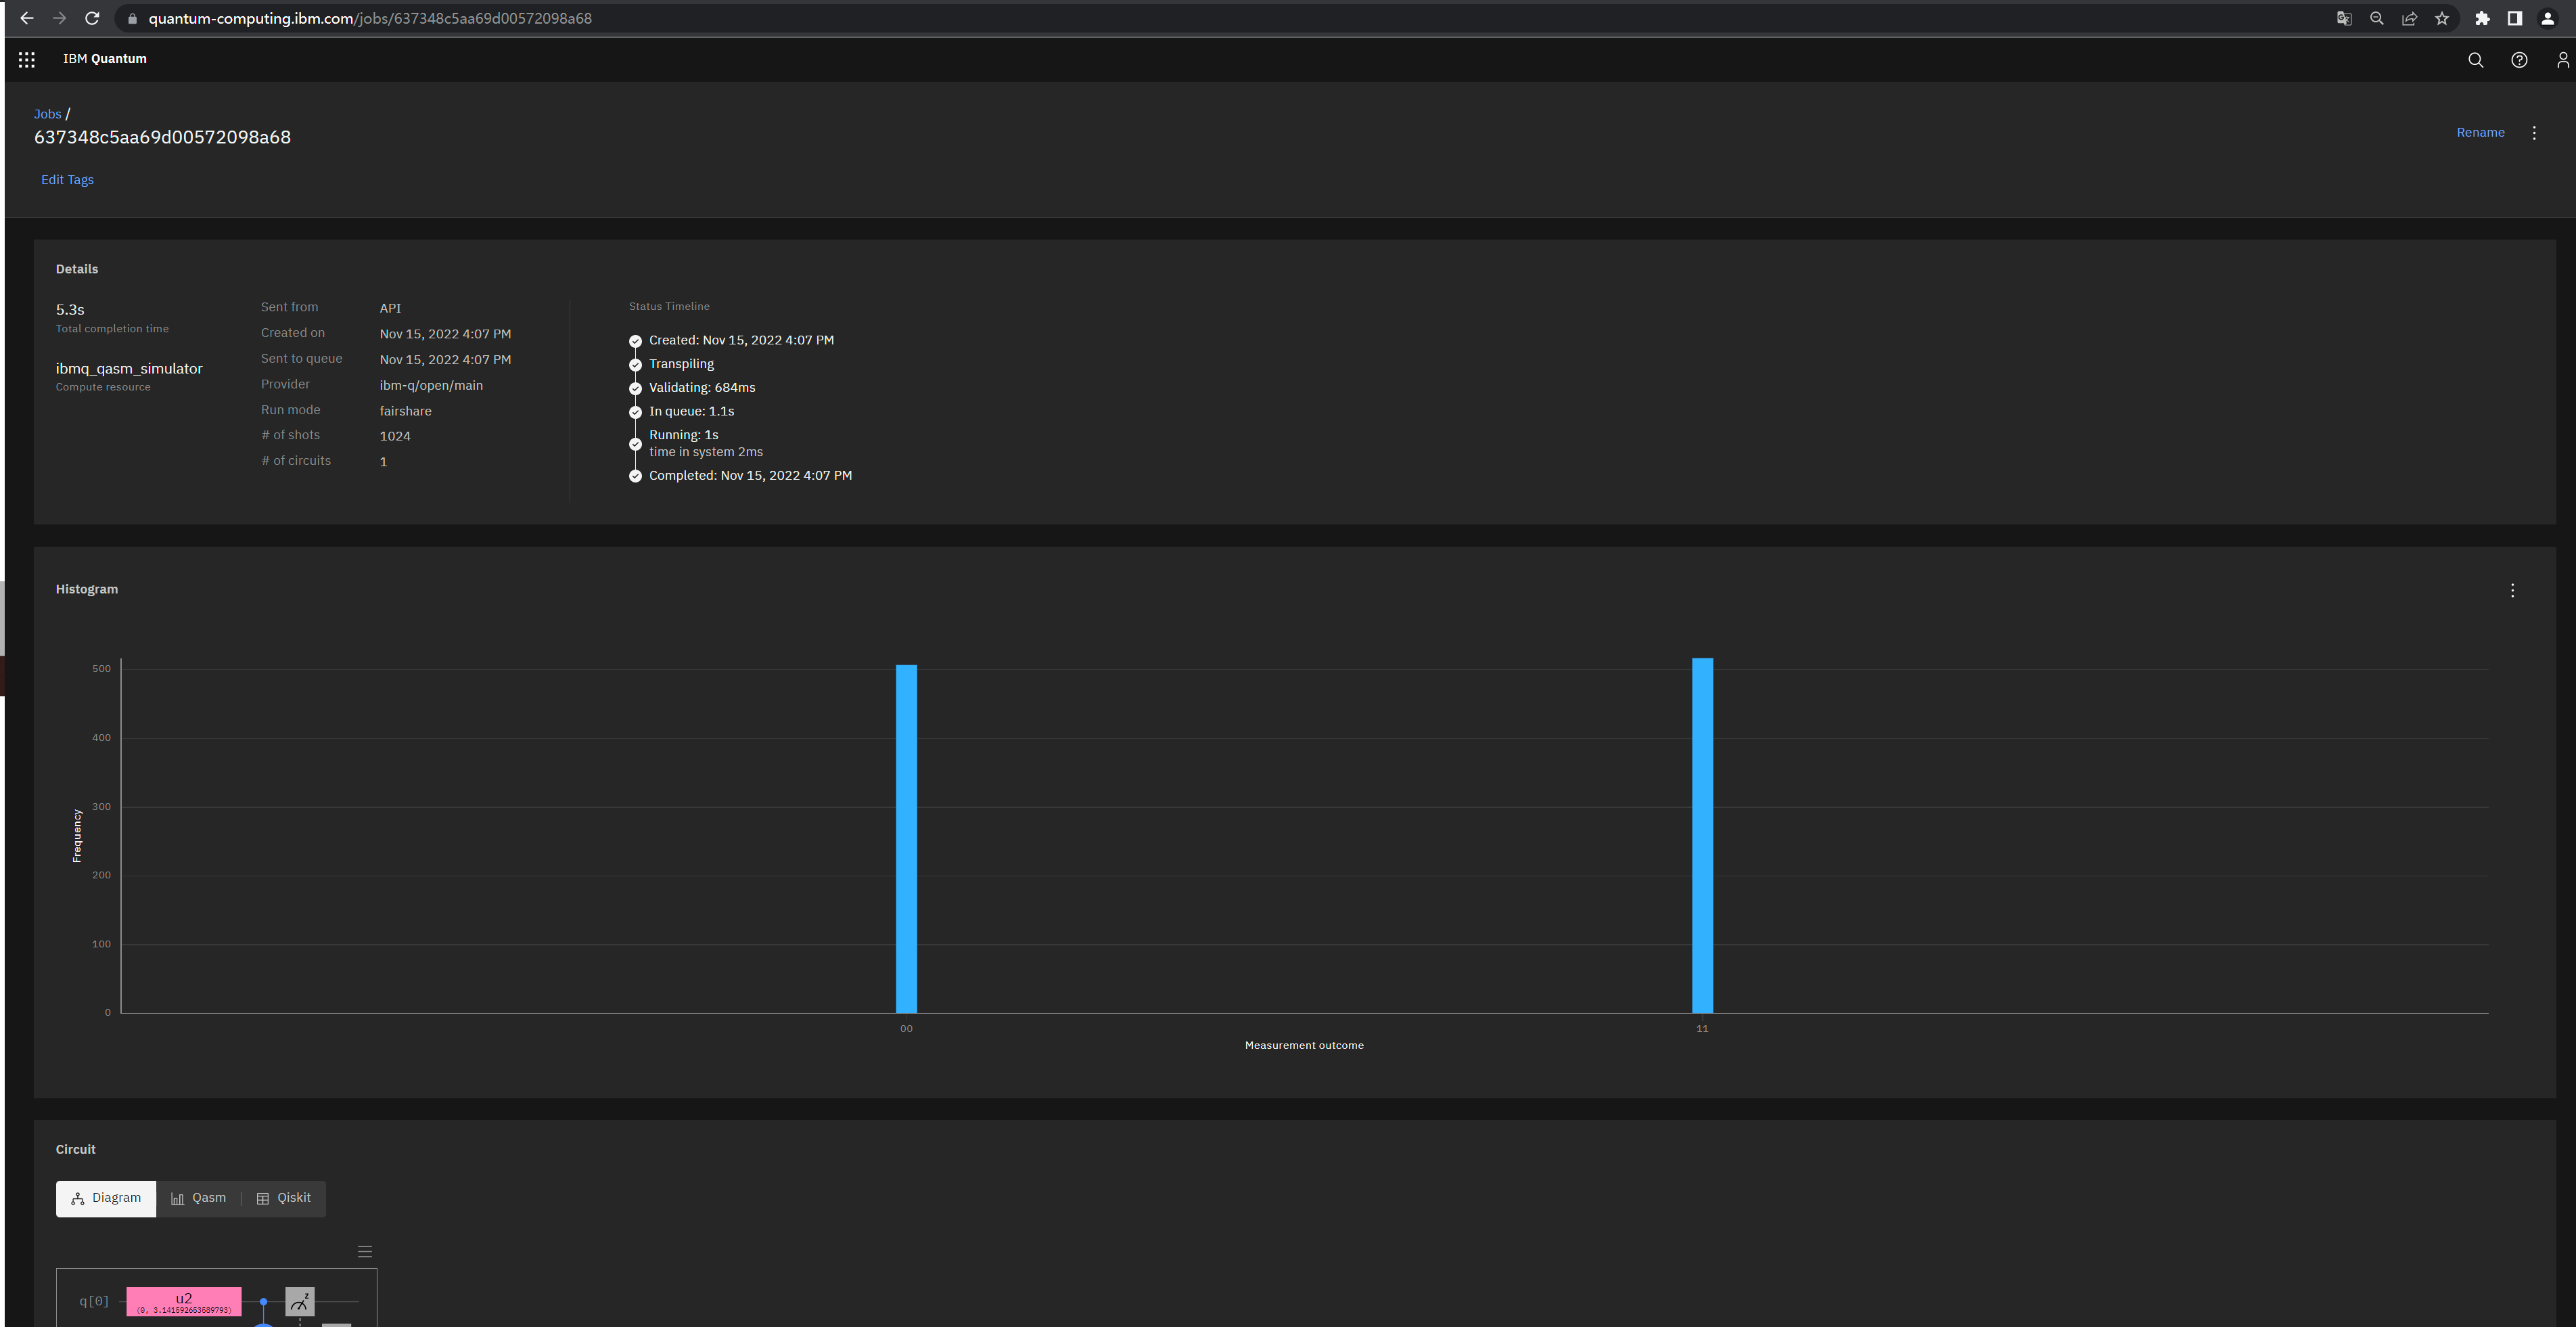 quantum-computing.ibm.com/jobs/637348c5aa69d00572098a68
IBM Quantum
Jobs /
637348c5aa69d00572098a68
Rename
Edit Tags
Details
5.3s
Total completion time
ibmq_qasm_simulator
Compute resource
Sent from API
Created on Nov 15, 2022 4:07 PM
Sent to queue Nov 15, 2022 4:07 PM
Provider ibm-q/open/main
Run mode fairshare
# of shots 1024
# of circuits 1
Status Timeline
Created: Nov 15, 2022 4:07 PM
Transpiling
Validating: 684ms
In queue: 1.1s
Running: 1s
time in system 2ms
Completed: Nov 15, 2022 4:07 PM
Histogram
Frequency
500
400
300
200
100
0
00 11
Measurement outcome
Circuit
Diagram Qasm Qiskit
q[0] u2 z
(0, 3.141592653589793)